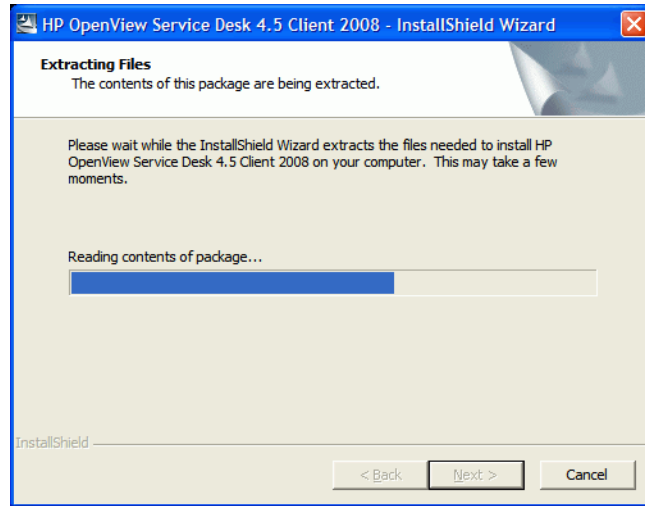 HP OpenView Service Desk 4.5 Client 2008 - InstallShield Wizard
Extracting Files
The contents of this package are being extracted.
Please wait while the InstallShield Wizard extracts the files needed to install HP
OpenView Service Desk 4.5 Client 2008 on your computer. This may take a few
moments.
Reading contents of package...
InstallShield
< Back
Next >
Cancel